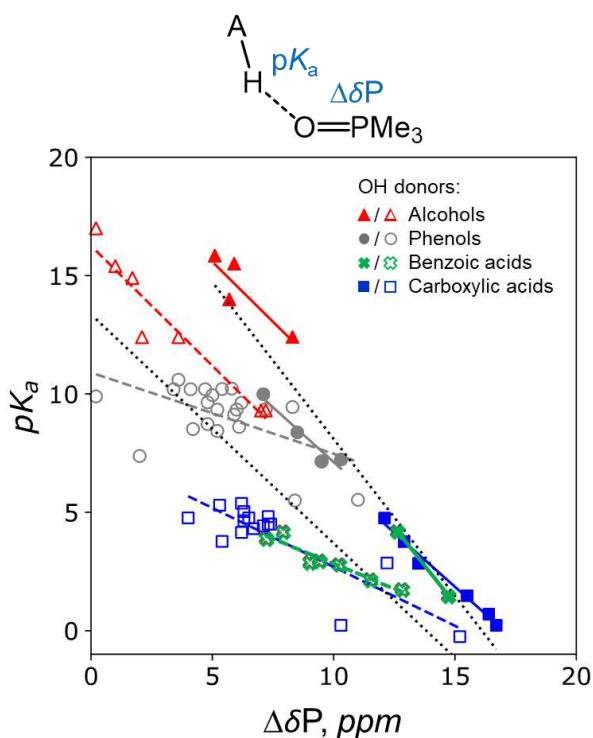 A
H
pKₐ
ΔδP
O=PMe₃
20
15
10
5
0
pKₐ
OH donors:
/ Alcohols
/ Phenols
/ Benzoic acids
/ Carboxylic acids
0 5 10 15 20
ΔδP, ppm